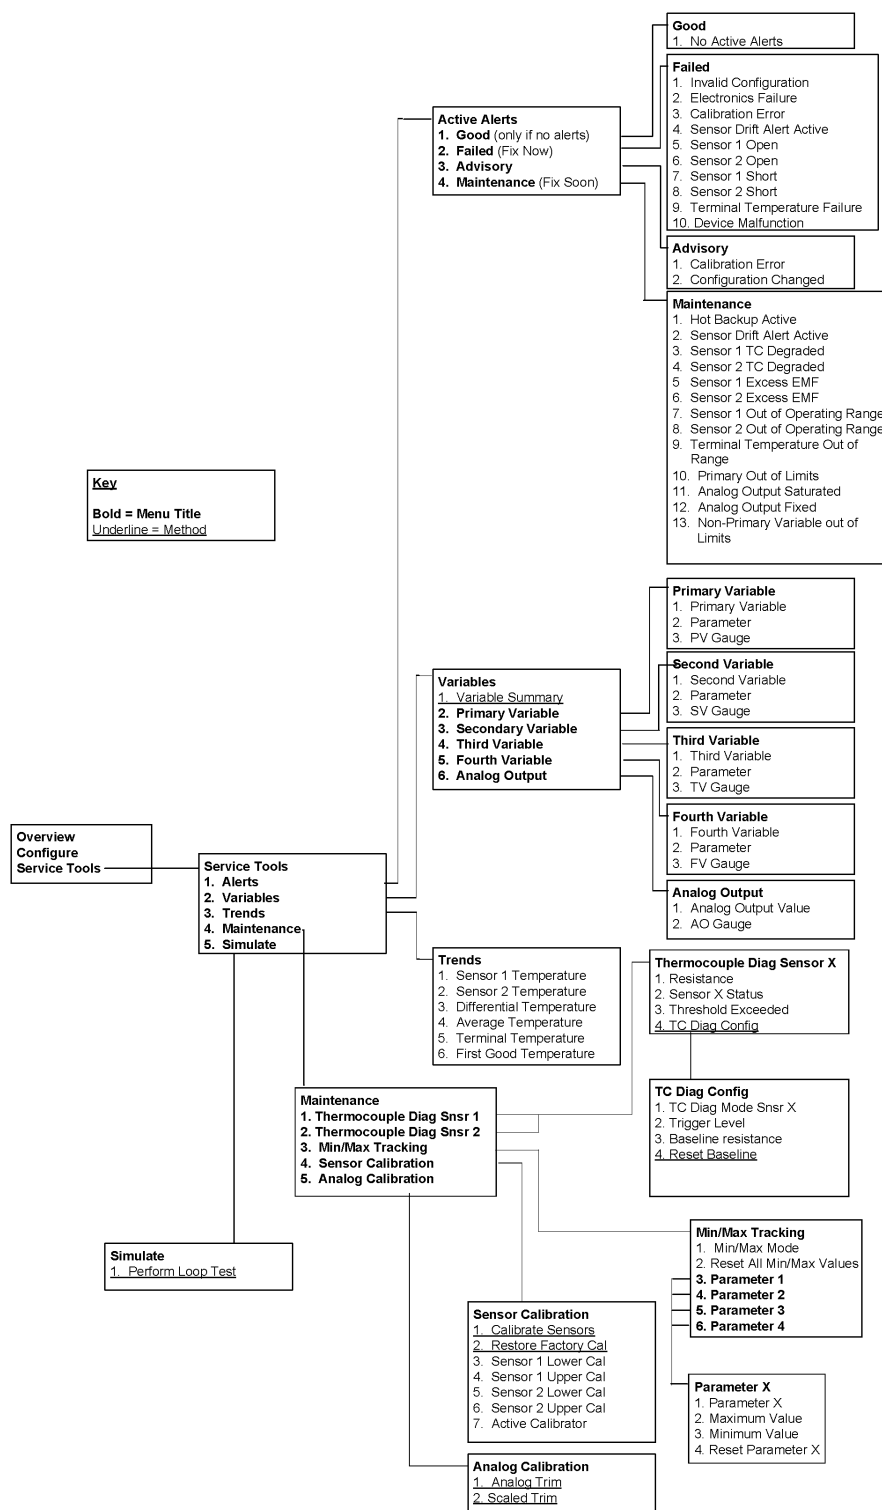 Good
1. No Active Alerts
Failed
1. Invalid Configuration
2. Electronics Failure
3. Calibration Error
4. Sensor Drift Alert Active
5. Sensor 1 Open
6. Sensor 2 Open
7. Sensor 1 Short
8. Sensor 2 Short
9. Terminal Temperature Failure
10. Device Malfunction
Active Alerts
1. Good (only if no alerts)
2. Failed (Fix Now)
3. Advisory
4. Maintenance (Fix Soon)
Advisory
1. Calibration Error
2. Configuration Changed
Maintenance
1. Hot Backup Active
2. Sensor Drift Alert Active
3. Sensor 1 TC Degraded
4. Sensor 2 TC Degraded
5 Sensor 1 Excess EMF
6. Sensor 2 Excess EMF
7. Sensor 1 Out of Operating Range
8. Sensor 2 Out of Operating Range
9. Terminal Temperature Out of
Range
10. Primary Out of Limits
11. Analog Output Saturated
12. Analog Output Fixed
13. Non-Primary Variable out of
Limits
Key
Bold = Menu Title
Underline = Method
Primary Variable
1. Primary Variable
2. Parameter
3. PV Gauge
Second Variable
1. Second Variable
2. Parameter
3. SV Gauge
Variables
1. Variable Summary
2. Primary Variable
3. Secondary Variable
4. Third Variable
5. Fourth Variable
6. Analog Output
Third Variable
1. Third Variable
2. Parameter
3. TV Gauge
Fourth Variable
1. Fourth Variable
2. Parameter
3. FV Gauge
Analog Output
1. Analog Output Value
2. AO Gauge
Overview
Configure
Service Tools
Service Tools
1. Alerts
2. Variables
3. Trends
4. Maintenance
5. Simulate
Trends
1. Sensor 1 Temperature
2. Sensor 2 Temperature
3. Differential Temperature
4. Average Temperature
5. Terminal Temperature
6. First Good Temperature
Thermocouple Diag Sensor X
1. Resistance
2. Sensor X Status
3. Threshold Exceeded
4. TC Diag Config
TC Diag Config
1. TC Diag Mode Snsr X
2. Trigger Level
3. Baseline resistance
4. Reset Baseline
Maintenance
1. Thermocouple Diag Snsr 1
2. Thermocouple Diag Snsr 2
3. Min/Max Tracking
4. Sensor Calibration
5. Analog Calibration
Min/Max Tracking
1. Min/Max Mode
2. Reset All Min/Max Values
3. Parameter 1
4. Parameter 2
5. Parameter 3
6. Parameter 4
Simulate
1. Perform Loop Test
Sensor Calibration
1. Calibrate Sensors
2. Restore Factory Cal
3. Sensor 1 Lower Cal
4. Sensor 1 Upper Cal
5. Sensor 2 Lower Cal
6. Sensor 2 Upper Cal
7. Active Calibrator
Parameter X
1. Parameter X
2. Maximum Value
3. Minimum Value
4. Reset Parameter X
Analog Calibration
1. Analog Trim
2. Scaled Trim